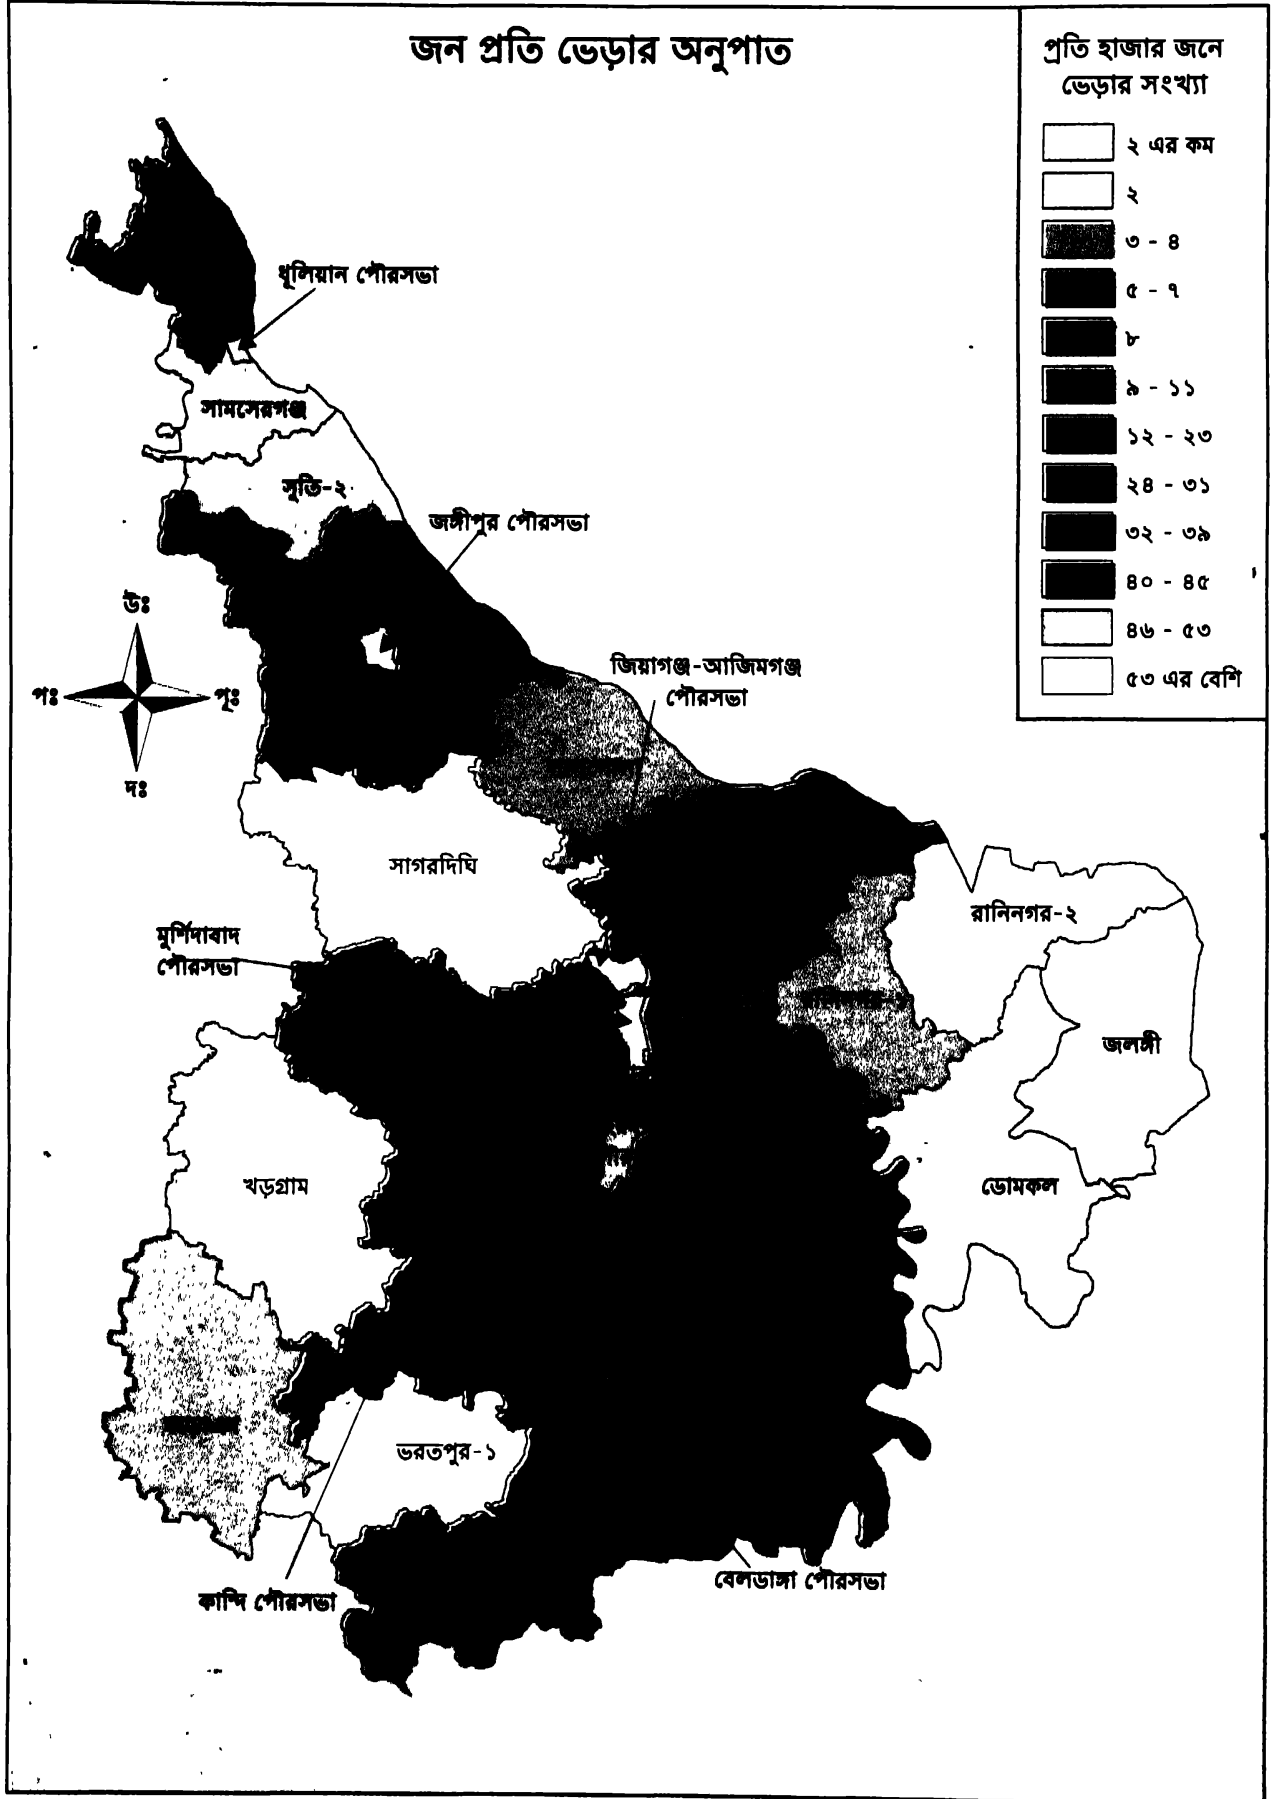 জন প্রতি ভেড়ার অনুপাত
প্রতি হাজার জনে
ভেড়ার সংখ্যা
২ এর কম
২
৩ - ৪
৫ - ৭
৮
৯ - ১১
১২ - ২৩
২৪ - ৩১
৩২ - ৩৯
৪০ - ৪৫
৪৬ - ৫৩
৫৩ এর বেশি
ধূলিয়ান পৌরসভা
সামসেরগঞ্জ
সুতি-২
জঙ্গীপুর পৌরসভা
উঃ
পঃ
পূঃ
দঃ
জিয়াগঞ্জ-আজিমগঞ্জ
পৌরসভা
সাগরদিঘি
রানিনগর-২
মুর্শিদাবাদ
পৌরসভা
জলঙ্গী
খড়গ্রাম
ডোমকল
ভরতপুর-১
কান্দি পৌরসভা
বেলডাঙ্গা পৌরসভা